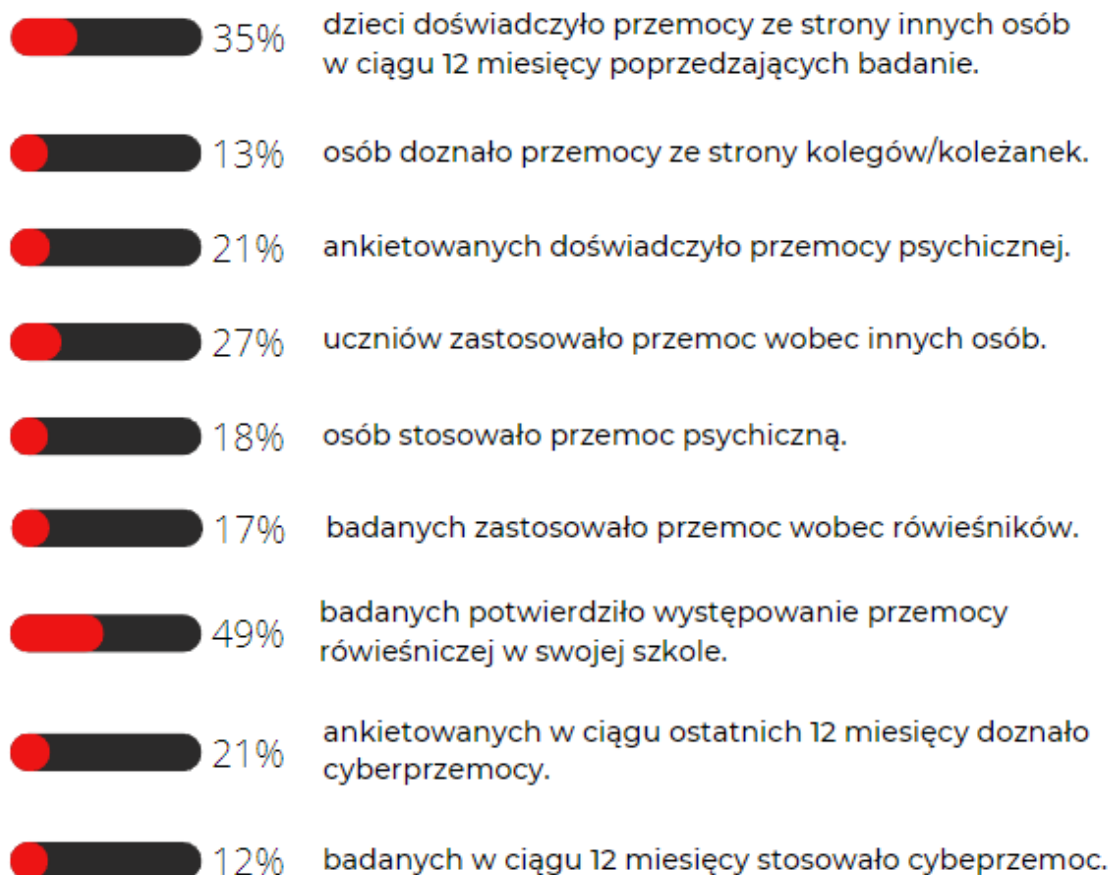 35% dzieci doświadczyło przemocy ze strony innych osób
w ciągu 12 miesięcy poprzedzających badanie.
13% osób doznało przemocy ze strony kolegów/koleżanek.
21% ankietowanych doświadczyło przemocy psychicznej.
27% uczniów zastosowało przemoc wobec innych osób.
18% osób stosowało przemoc psychiczną.
17% badanych zastosowało przemoc wobec rówieśników.
49% badanych potwierdziło występowanie przemocy
rówieśniczej w swojej szkole.
21% ankietowanych w ciągu ostatnich 12 miesięcy doznało
cyberprzemocy.
12% badanych w ciągu 12 miesięcy stosowało cybeprzemoc.